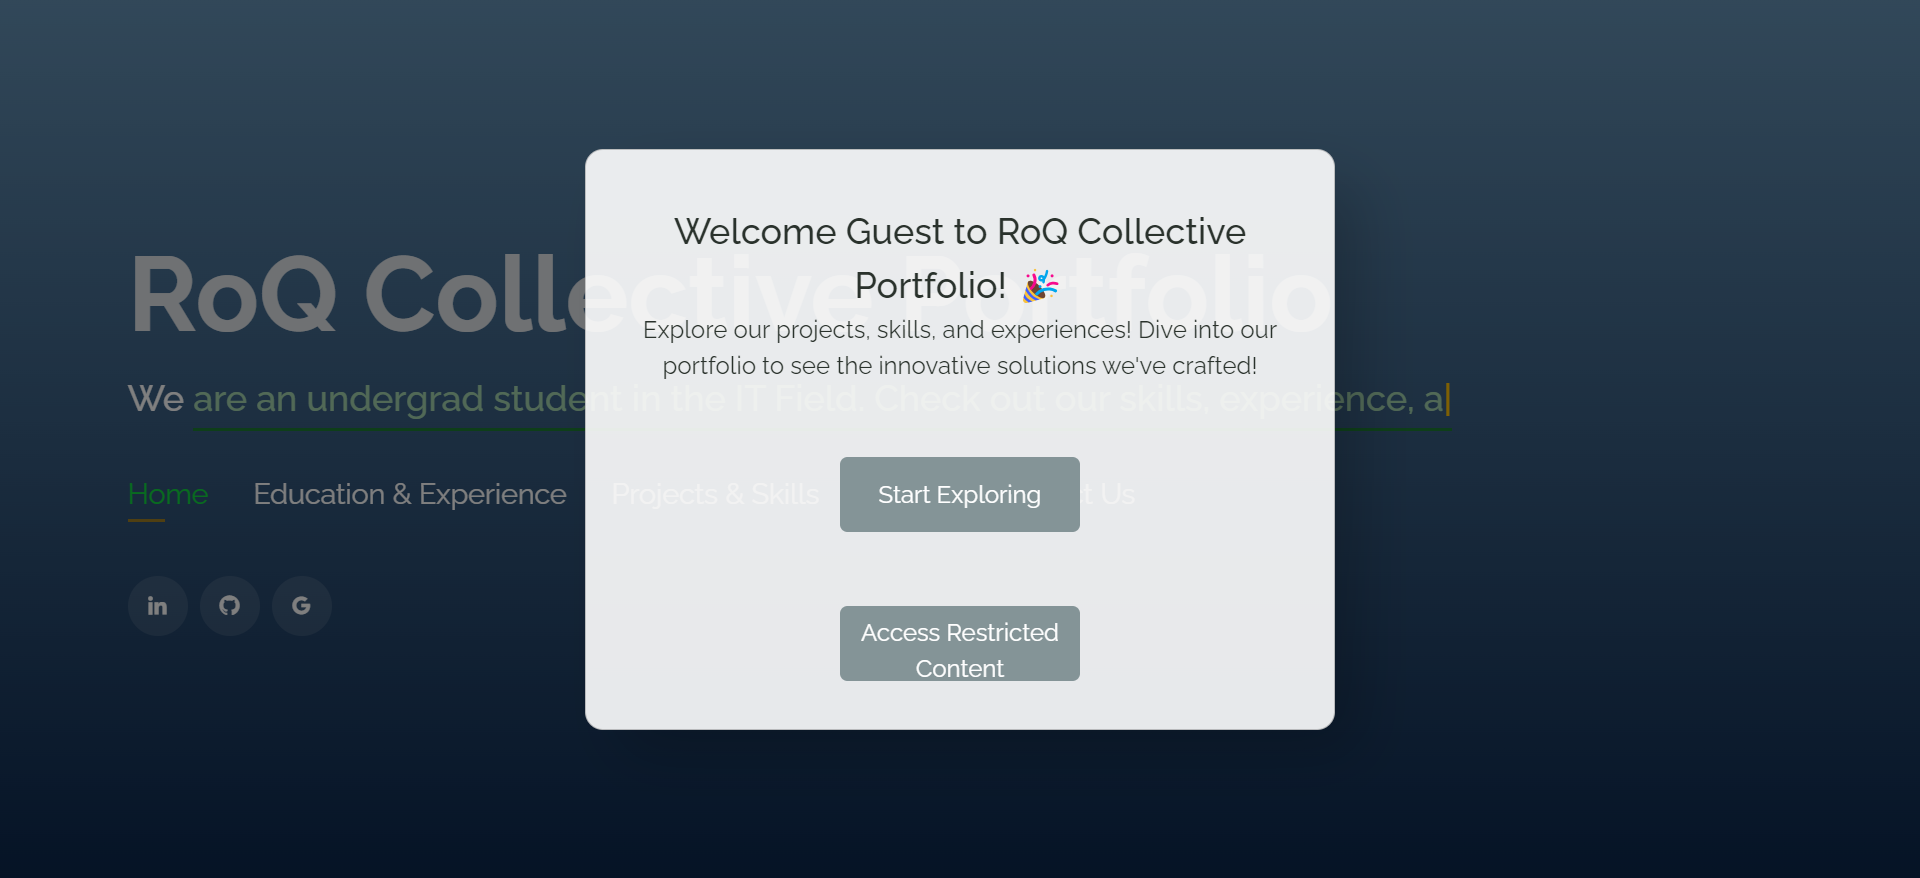 Welcome Guest to RoQ Collective
Portfolio! 🎉
Explore our projects, skills, and experiences! Dive into our
portfolio to see the innovative solutions we've crafted!
Start Exploring
Access Restricted
Content
RoQ Collective Portfolio
We are an undergrad student in the IT Field. Check out our skills, experience, a|
Home
Education & Experience
Projects & Skills
t Us
in
G